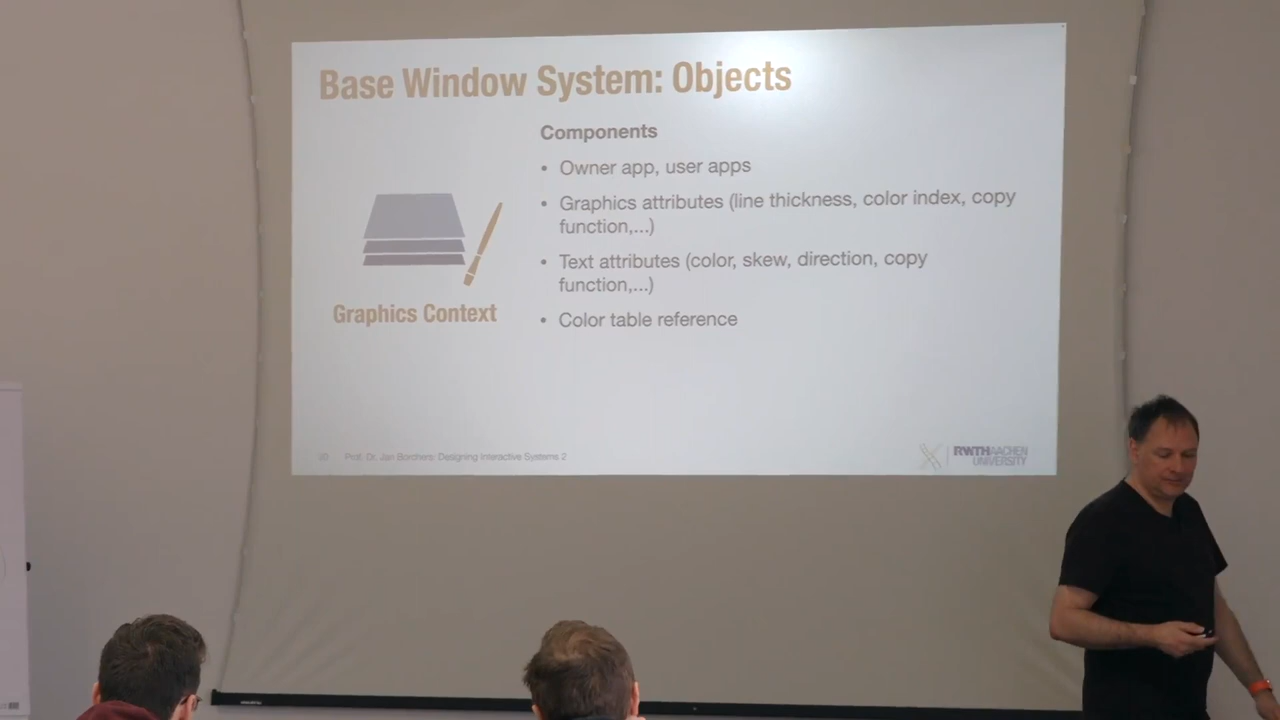 Base Window System: Objects
Components
• Owner app, user apps
• Graphics attributes (line thickness, color index, copy
function,...)
• Text attributes (color, skew, direction, copy
function,...)
Graphics Context
• Color table reference
Prof. Dr. Jan Borchers: Designing Interactive Systems 2
RWTHAACHEN
UNIVERSITY